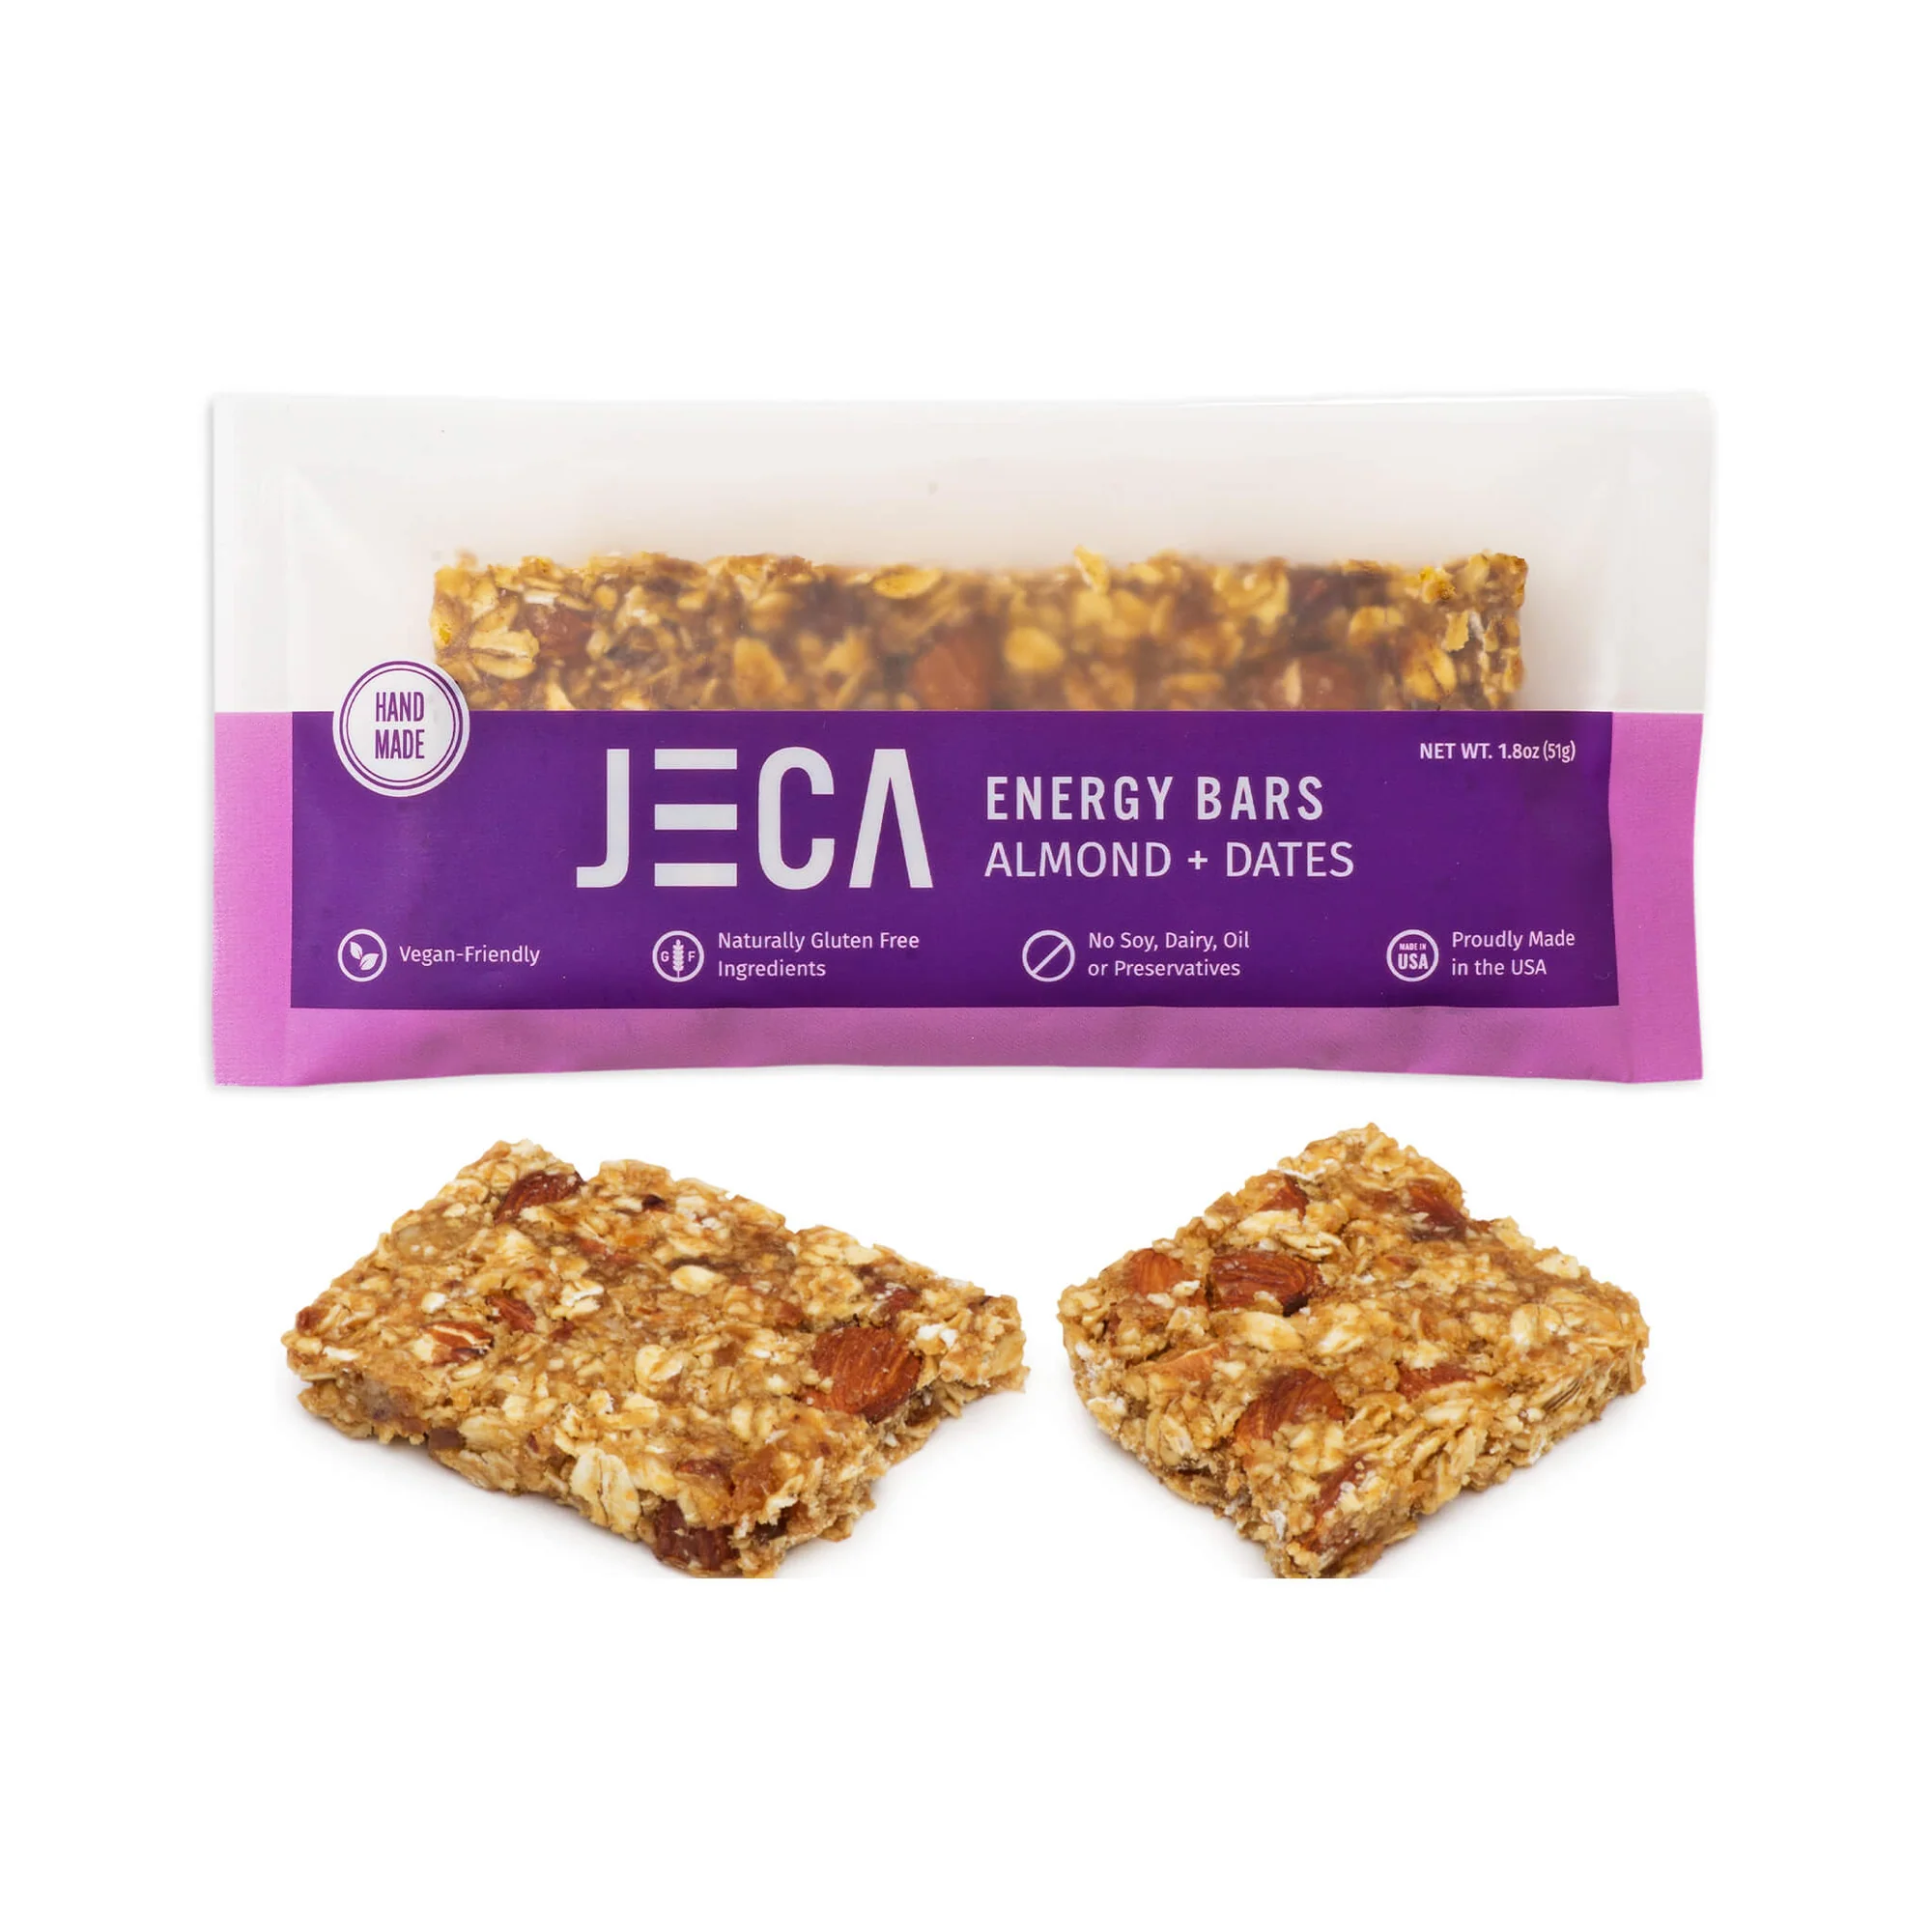 HAND
MADE
JECA
ENERGY BARS
ALMOND + DATES
NET WT. 1.8oz (51g)
Vegan-Friendly
G F
Naturally Gluten Free
Ingredients
No Soy, Dairy, Oil
or Preservatives
MADE IN
USA
Proudly Made
in the USA